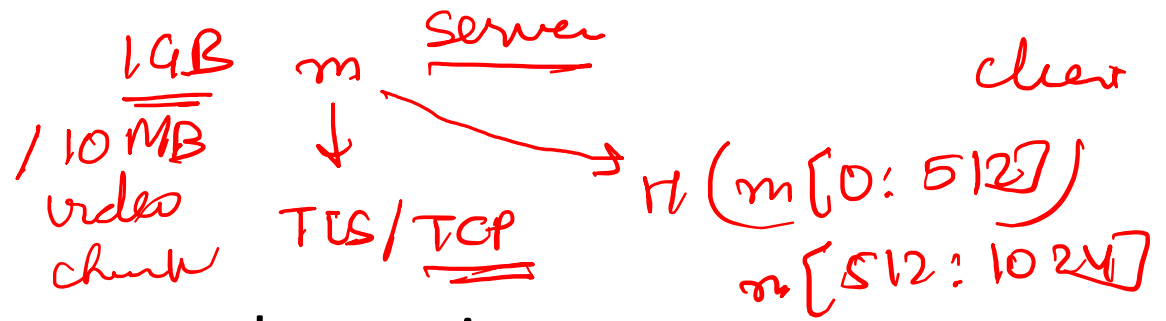 Server
1GB m client
/ 10 MB
video TLS/TCP H(m[0:512])
chunk m[512:1024]